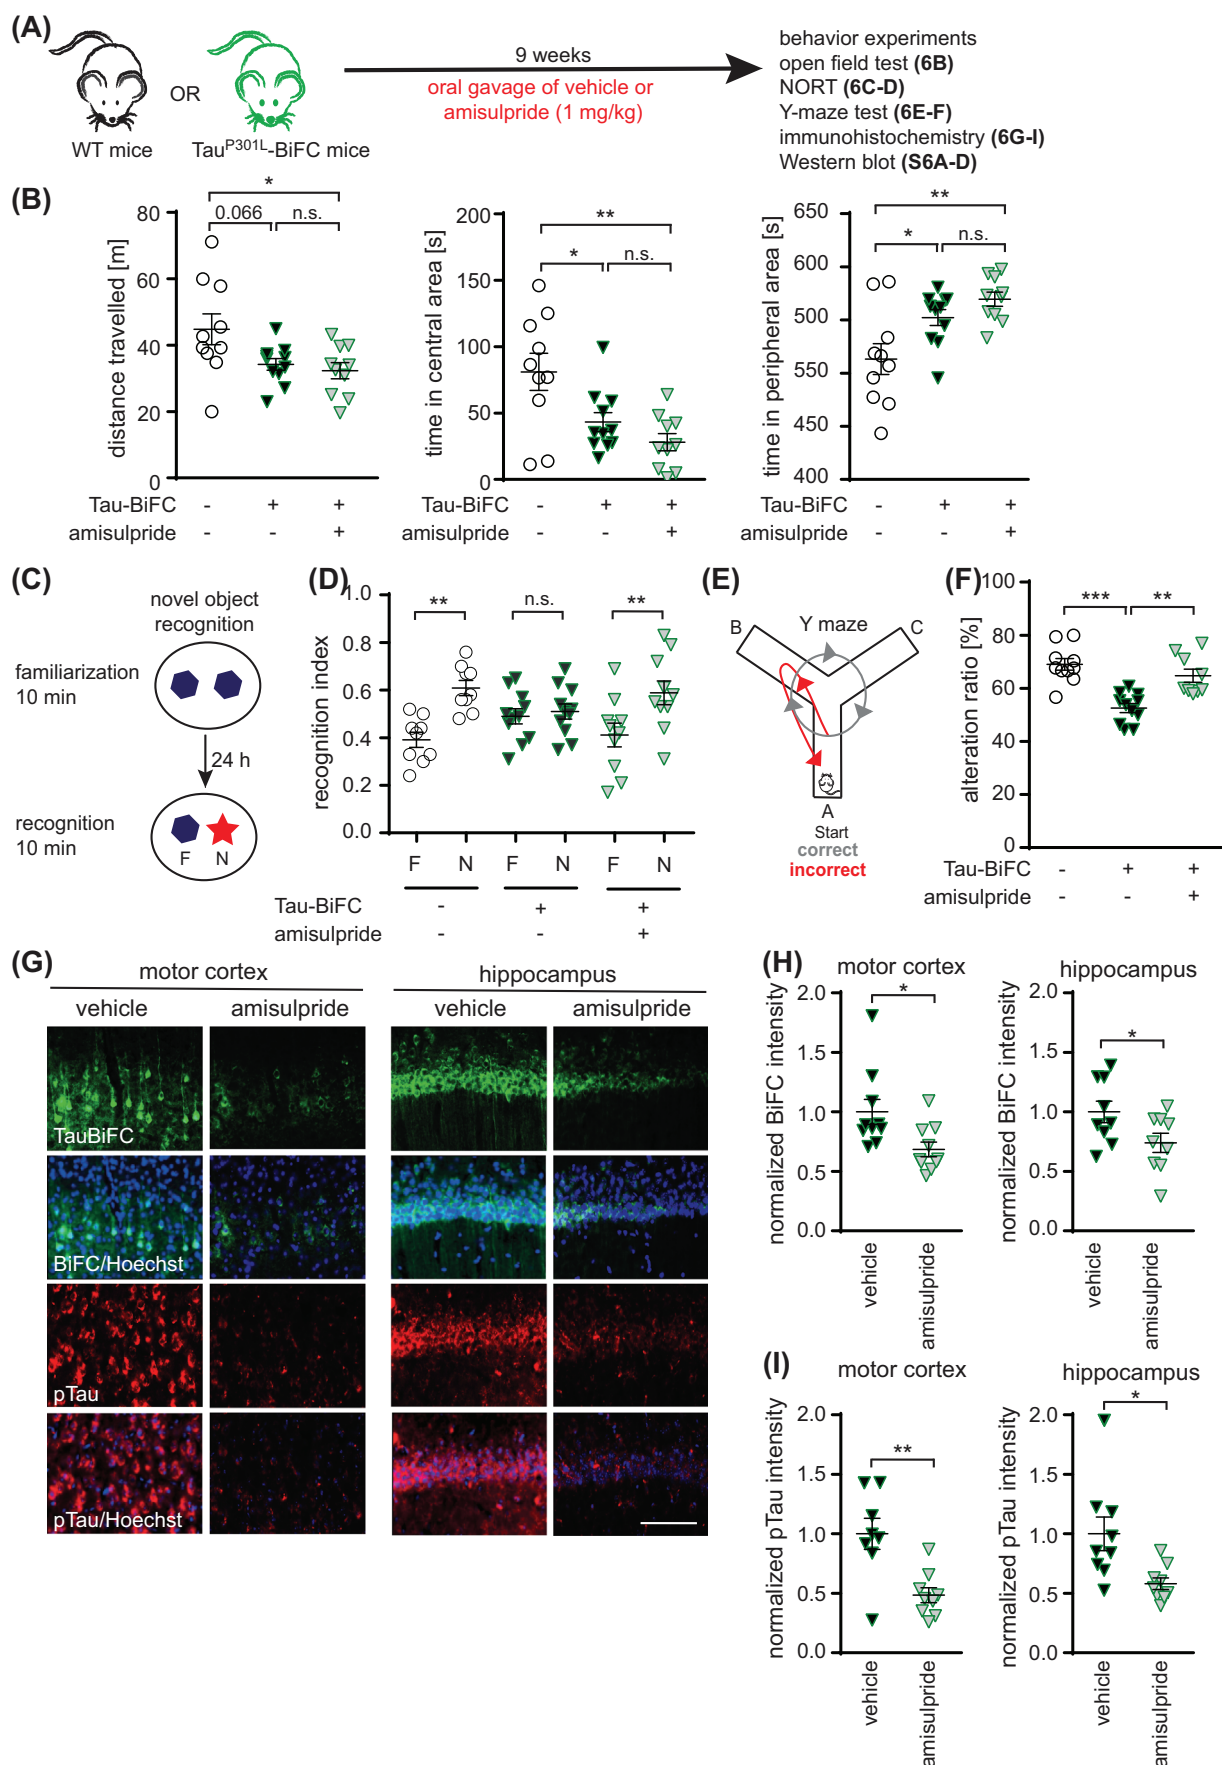 (A)
WT mice
OR
Tau^P301L-BiFC mice
9 weeks
oral gavage of vehicle or
amisulpride (1 mg/kg)
behavior experiments
open field test (6B)
NORT (6C-D)
Y-maze test (6E-F)
immunohistochemistry (6G-I)
Western blot (S6A-D)
(B)
distance travelled [m]
80
60
40
20
0
*
0.066
n.s.
Tau-BiFC - + +
amisulpride - - +
time in central area [s]
200
150
100
50
0
**
*
n.s.
Tau-BiFC - + +
amisulpride - - +
time in peripheral area [s]
650
600
500
550
450
400
**
*
n.s.
Tau-BiFC - + +
amisulpride - - +
(C)
novel object
recognition
familiarization
10 min
24 h
recognition
10 min
F N
(D)
recognition index
1.0
0.8
0.6
0.4
0.2
0.0
** n.s. **
F N F N F N
Tau-BiFC - + +
amisulpride - - +
(E)
Y maze
B
C
A
Start
correct
incorrect
(F)
alteration ratio [%]
100
80
60
40
20
0
*** **
Tau-BiFC - + +
amisulpride - - +
(G)
motor cortex
hippocampus
vehicle amisulpride vehicle amisulpride
TauBiFC
BiFC/Hoechst
pTau
pTau/Hoechst
(H)
motor cortex
normalized BiFC intensity
2.0
1.5
1.0
0.5
0.0
*
vehicle
amisulpride
hippocampus
normalized BiFC intensity
2.0
1.5
1.0
0.5
0.0
*
vehicle
amisulpride
(I)
motor cortex
normalized pTau intensity
2.0
1.5
1.0
0.5
0.0
**
vehicle
amisulpride
hippocampus
normalized pTau intensity
2.0
1.5
1.0
0.5
0.0
*
vehicle
amisulpride